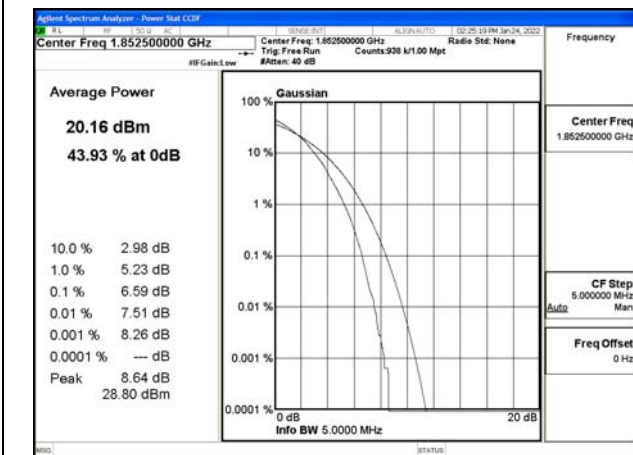 Agilent Spectrum Analyzer - Power Stat CCDF
RL RF 50 Ω AC SENSE:INT ALIGNAUTO 02:25:19 PM Jan 24, 2022
Center Freq 1.852500000 GHz Center Freq: 1.852500000 GHz Radio Std: None Frequency
Trig: Free Run Counts:938 k/1.00 Mpt
#IFGain:Low #Atten: 40 dB
Average Power
20.16 dBm
43.93 % at 0dB
10.0 % 2.98 dB
1.0 % 5.23 dB
0.1 % 6.59 dB
0.01 % 7.51 dB
0.001 % 8.26 dB
0.0001 % --- dB
Peak 8.64 dB
28.80 dBm
Gaussian
100 %
10 %
1 %
0.1 %
0.01 %
0.001 %
0.0001 %
0 dB 20 dB
Info BW 5.0000 MHz
Center Freq
1.852500000 GHz
CF Step
5.000000 MHz
Auto Man
Freq Offset
0 Hz
MSG STATUS